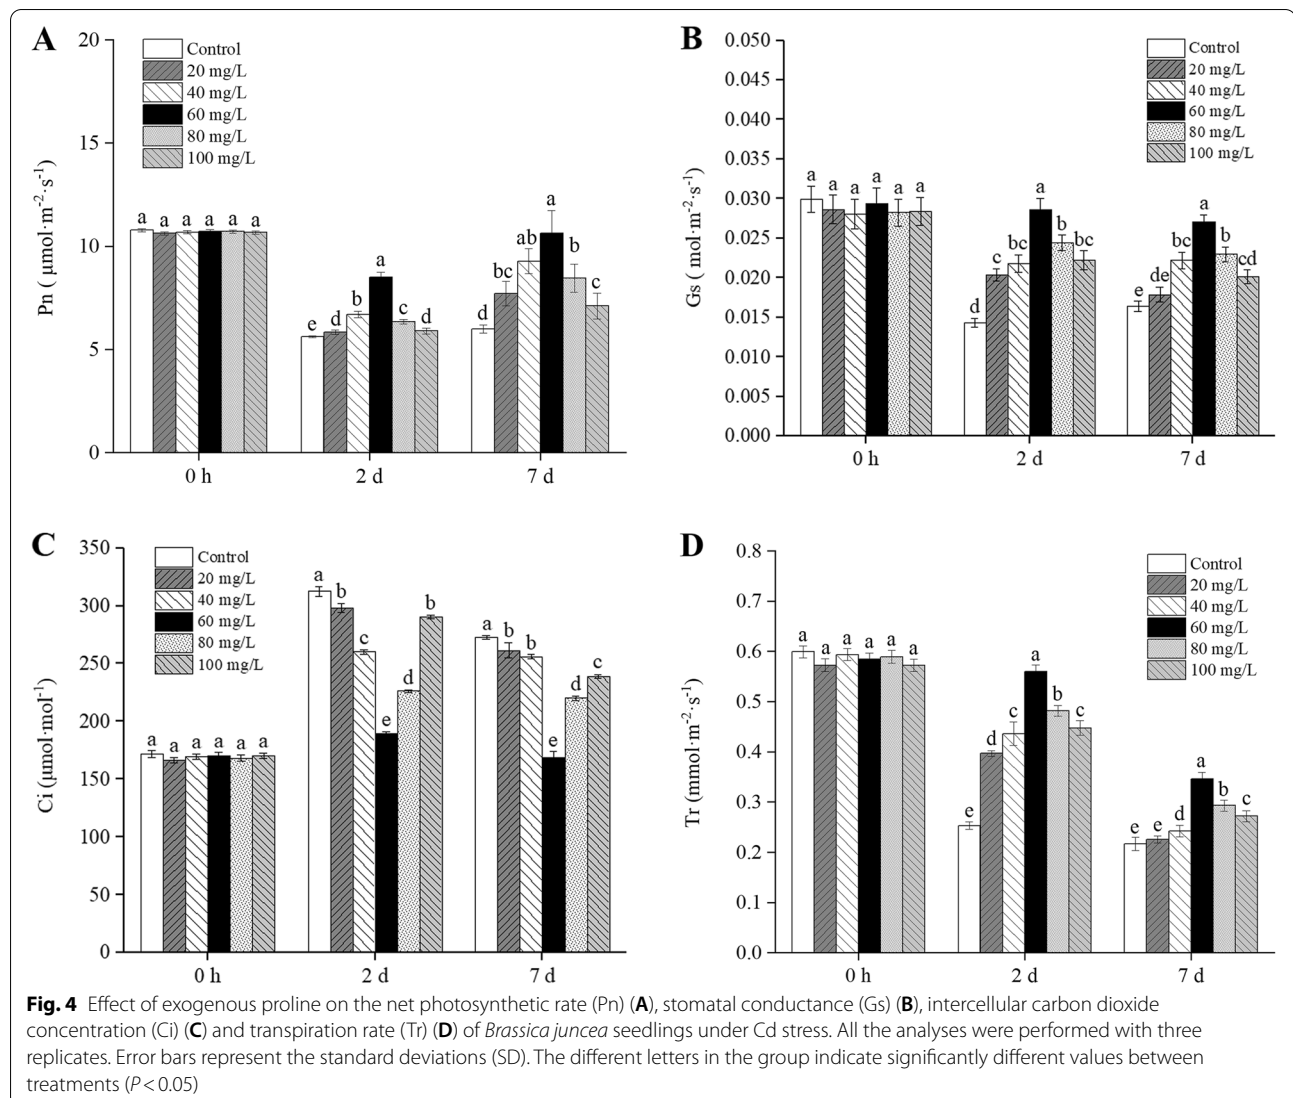 A
20
15
10
5
0
Pn ( μmol·m-2·s-1)
Control
20 mg/L
40 mg/L
60 mg/L
80 mg/L
100 mg/L
a a a a a a
e d b a c d
d bc ab a b c
0 h 2 d 7 d
B
0.050
0.045
0.040
0.035
0.030
0.025
0.020
0.015
0.010
0.005
0.000
Gs ( mol·m-2·s-1)
Control
20 mg/L
40 mg/L
60 mg/L
80 mg/L
100 mg/L
a a a a a a
d c bc a b bc
e de bc a b cd
0 h 2 d 7 d
C
350
300
250
200
150
100
50
0
Ci (μmol·mol-1)
Control
20 mg/L
40 mg/L
60 mg/L
80 mg/L
100 mg/L
a a a a a a
a b c e d b
a b b e d c
0 h 2 d 7 d
D
0.8
0.7
0.6
0.5
0.4
0.3
0.2
0.1
0.0
Tr (mmol·m-2·s-1)
Control
20 mg/L
40 mg/L
60 mg/L
80 mg/L
100 mg/L
a a a a a a
e d c a b c
e e d a b c
0 h 2 d 7 d
Fig. 4 Effect of exogenous proline on the net photosynthetic rate (Pn) (A), stomatal conductance (Gs) (B), intercellular carbon dioxide
concentration (Ci) (C) and transpiration rate (Tr) (D) of Brassica juncea seedlings under Cd stress. All the analyses were performed with three
replicates. Error bars represent the standard deviations (SD). The different letters in the group indicate significantly different values between
treatments (P < 0.05)